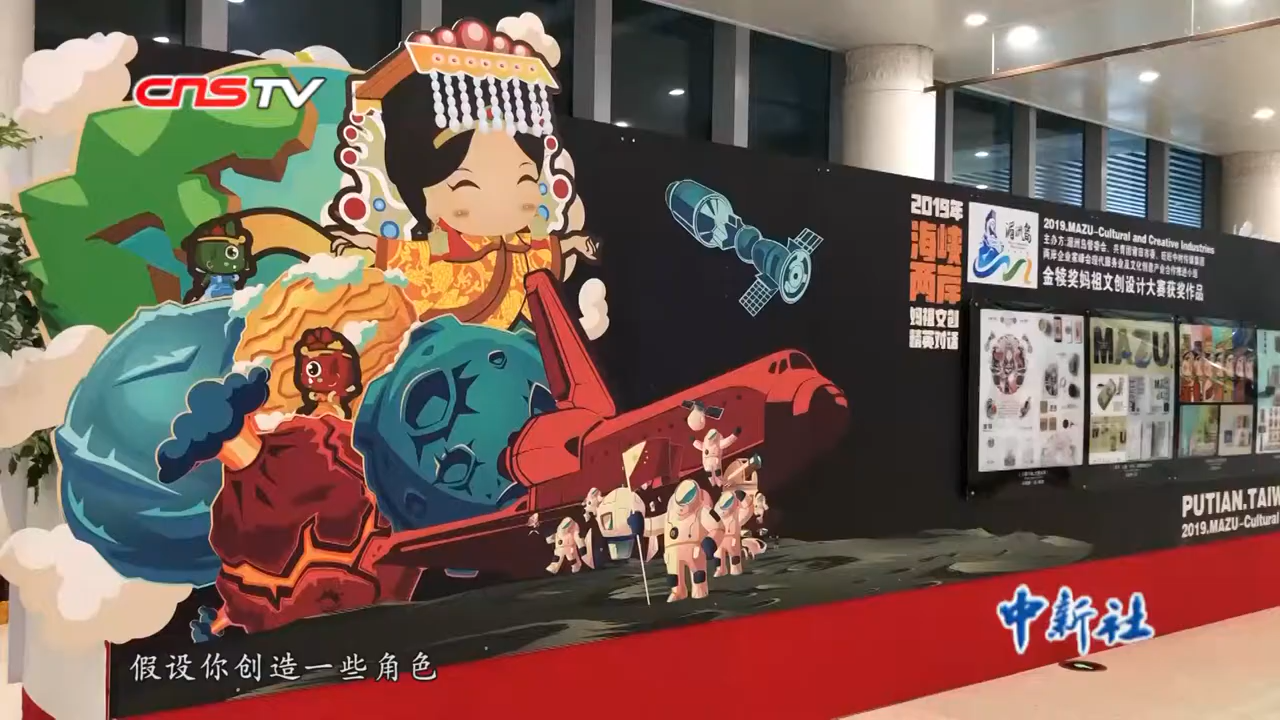 CNSTV
2019年
海峡
两岸
妈祖文创
精英对话
湄洲岛
2019.MAZU-Cultural and Creative Industries
金犊奖妈祖文创设计大赛获奖作品
MAZU
PUTIAN.TAIW
2019.MAZU-Cultural
中新社
假设你创造一些角色